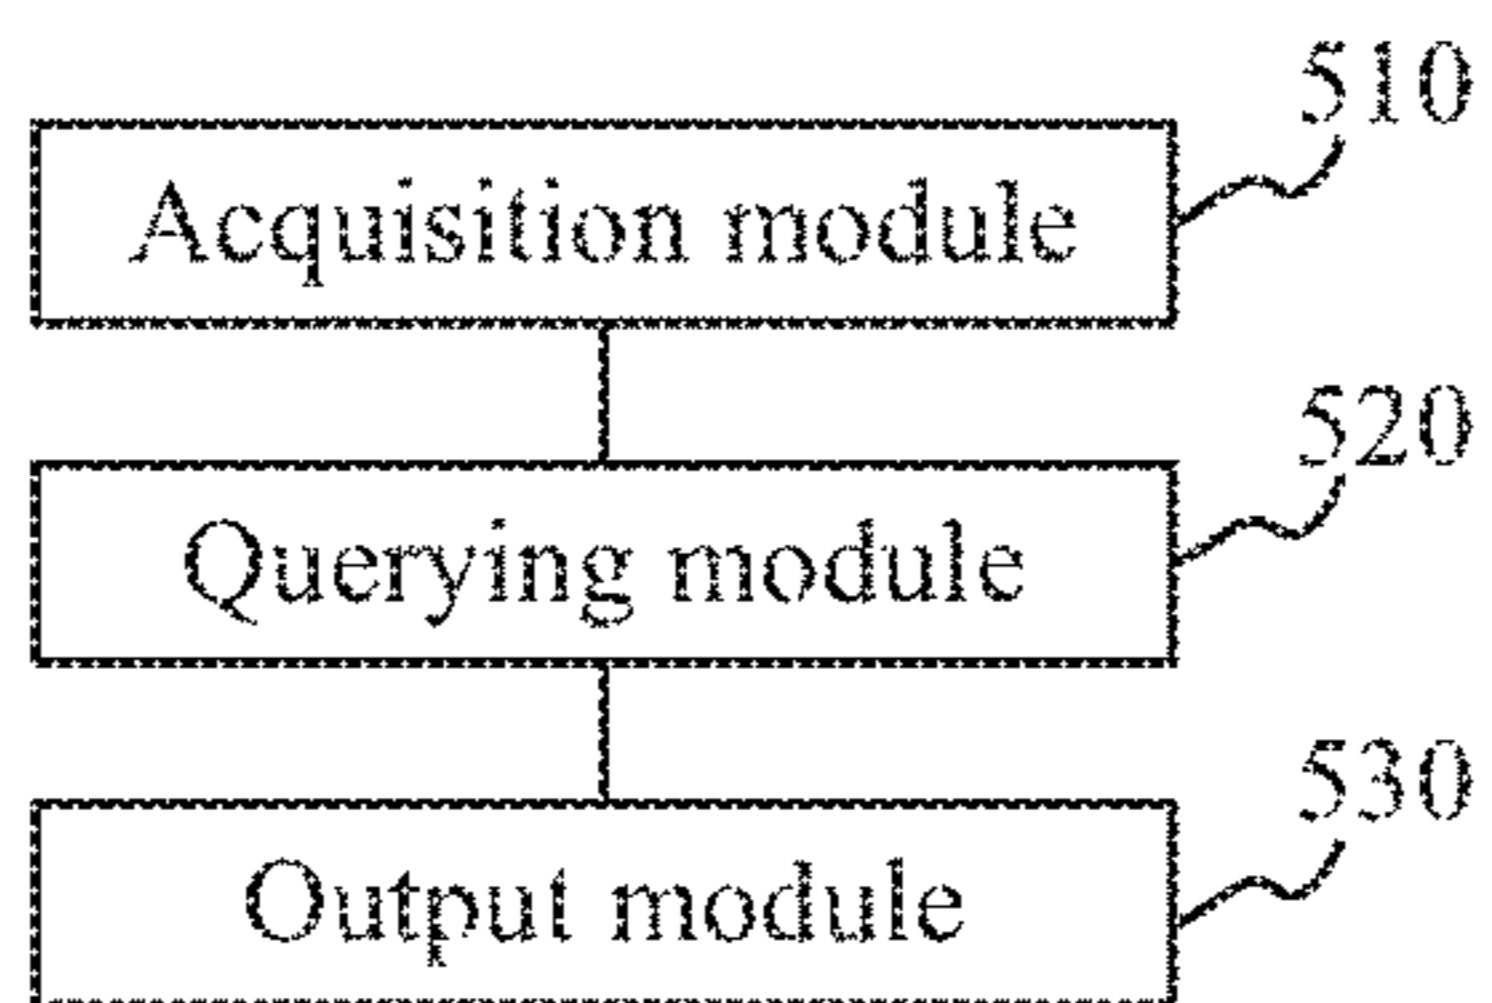 510
Acquisition module
520
Querying module
530
Output module